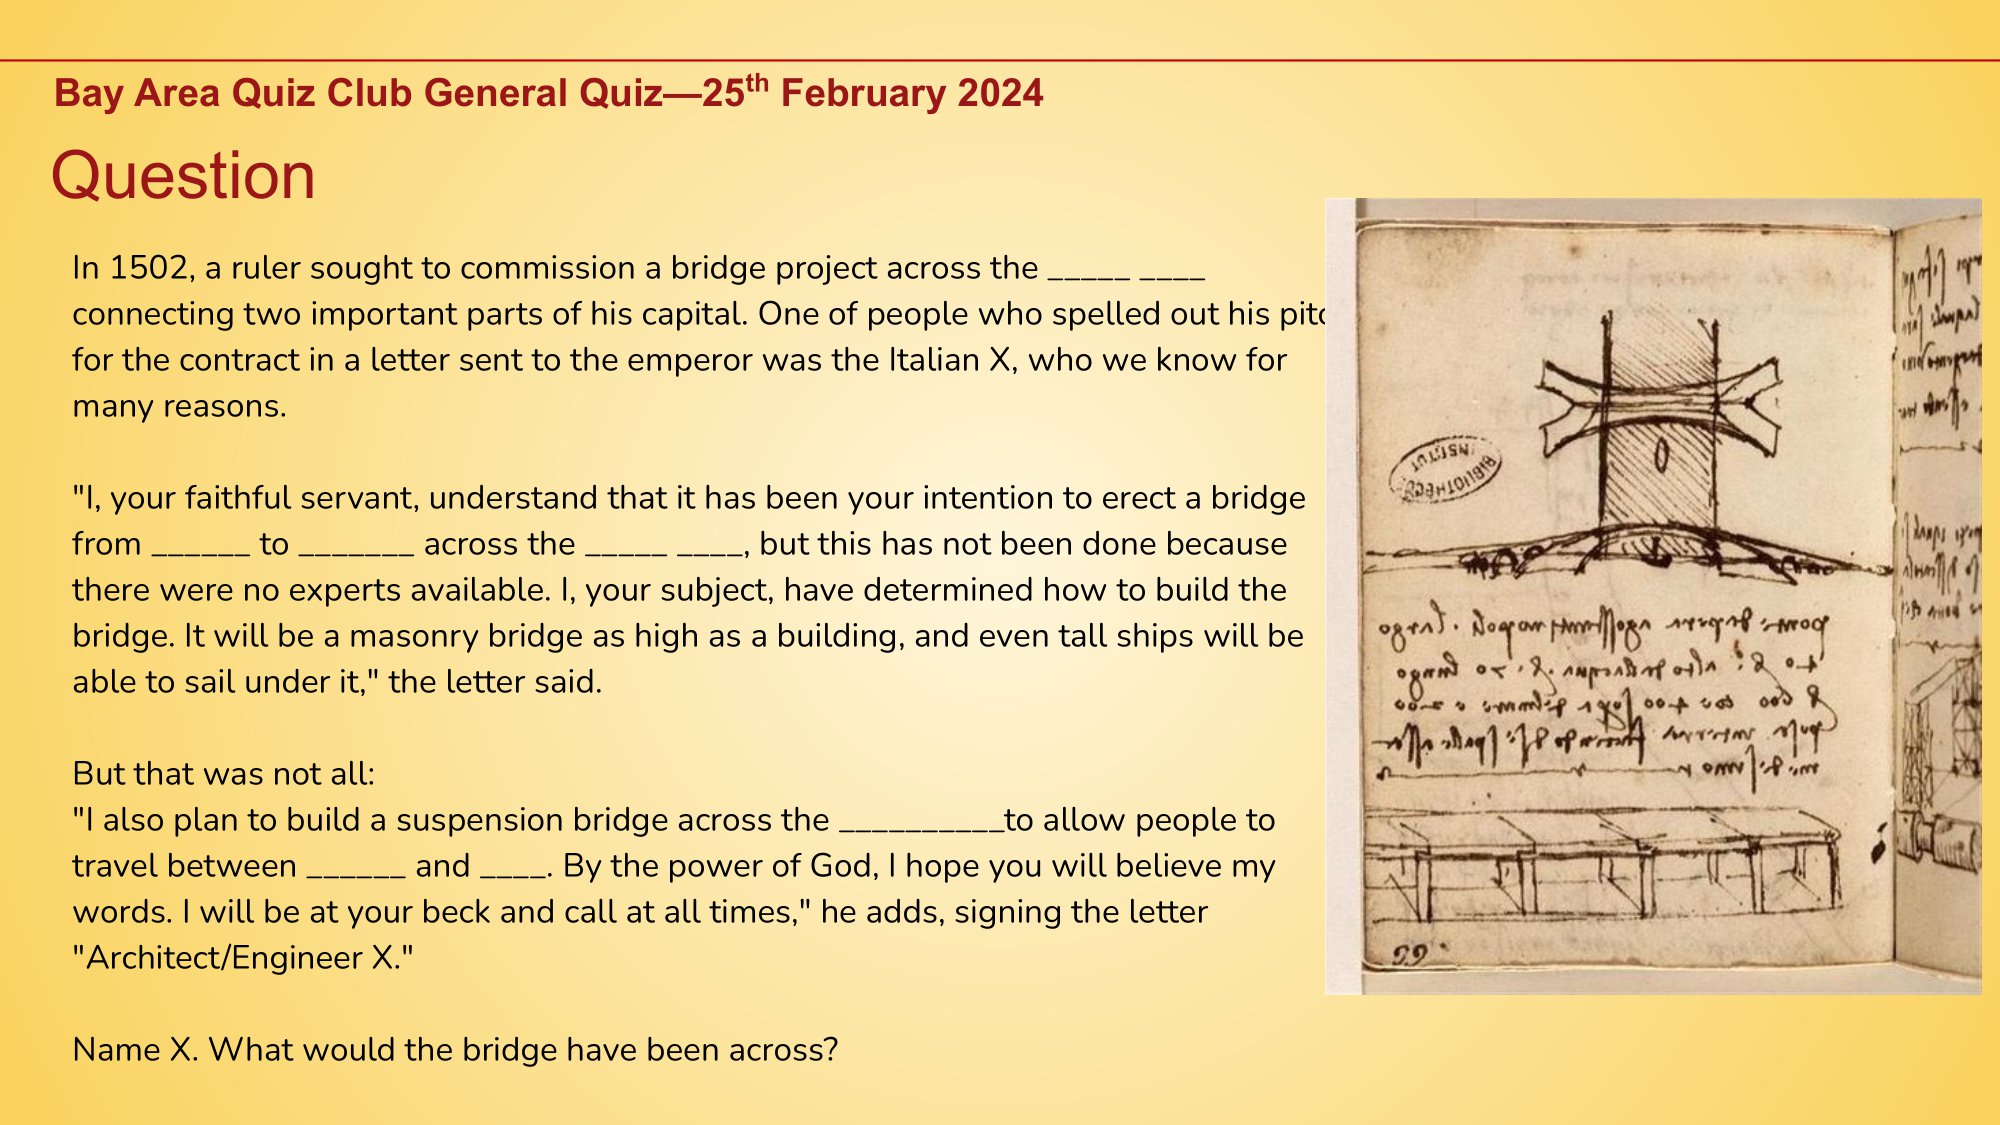 Bay Area Quiz Club General Quiz—25th February 2024
Question
In 1502, a ruler sought to commission a bridge project across the _____ ____
connecting two important parts of his capital. One of people who spelled out his pitc
for the contract in a letter sent to the emperor was the Italian X, who we know for
many reasons.
"I, your faithful servant, understand that it has been your intention to erect a bridge
from ______ to _______ across the _____ ____, but this has not been done because
there were no experts available. I, your subject, have determined how to build the
bridge. It will be a masonry bridge as high as a building, and even tall ships will be
able to sail under it," the letter said.
But that was not all:
"I also plan to build a suspension bridge across the __________to allow people to
travel between ______ and ____. By the power of God, I hope you will believe my
words. I will be at your beck and call at all times," he adds, signing the letter
"Architect/Engineer X."
Name X. What would the bridge have been across?